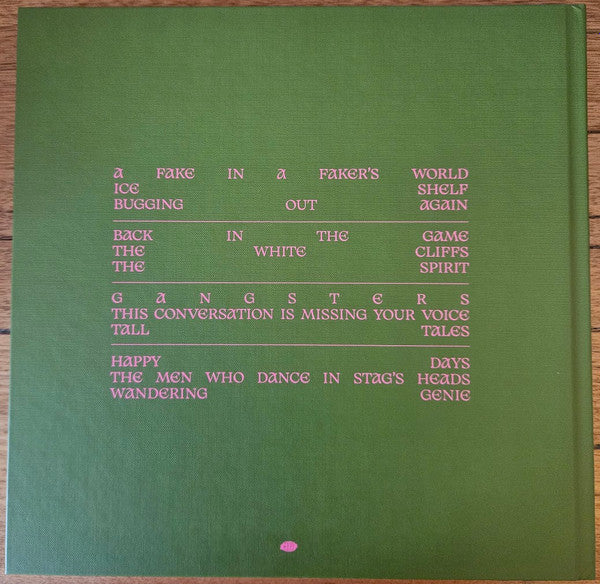 A FAKE IN A FAKER'S WORLD
ICE SHELF
BUGGING OUT AGAIN
BACK IN THE GAME
THE WHITE CLIFFS
THE SPIRIT
GANGSTERS
THIS CONVERSATION IS MISSING YOUR VOICE
TALL TALES
HAPPY DAYS
THE MEN WHO DANCE IN STAG'S HEADS
WANDERING GENIE